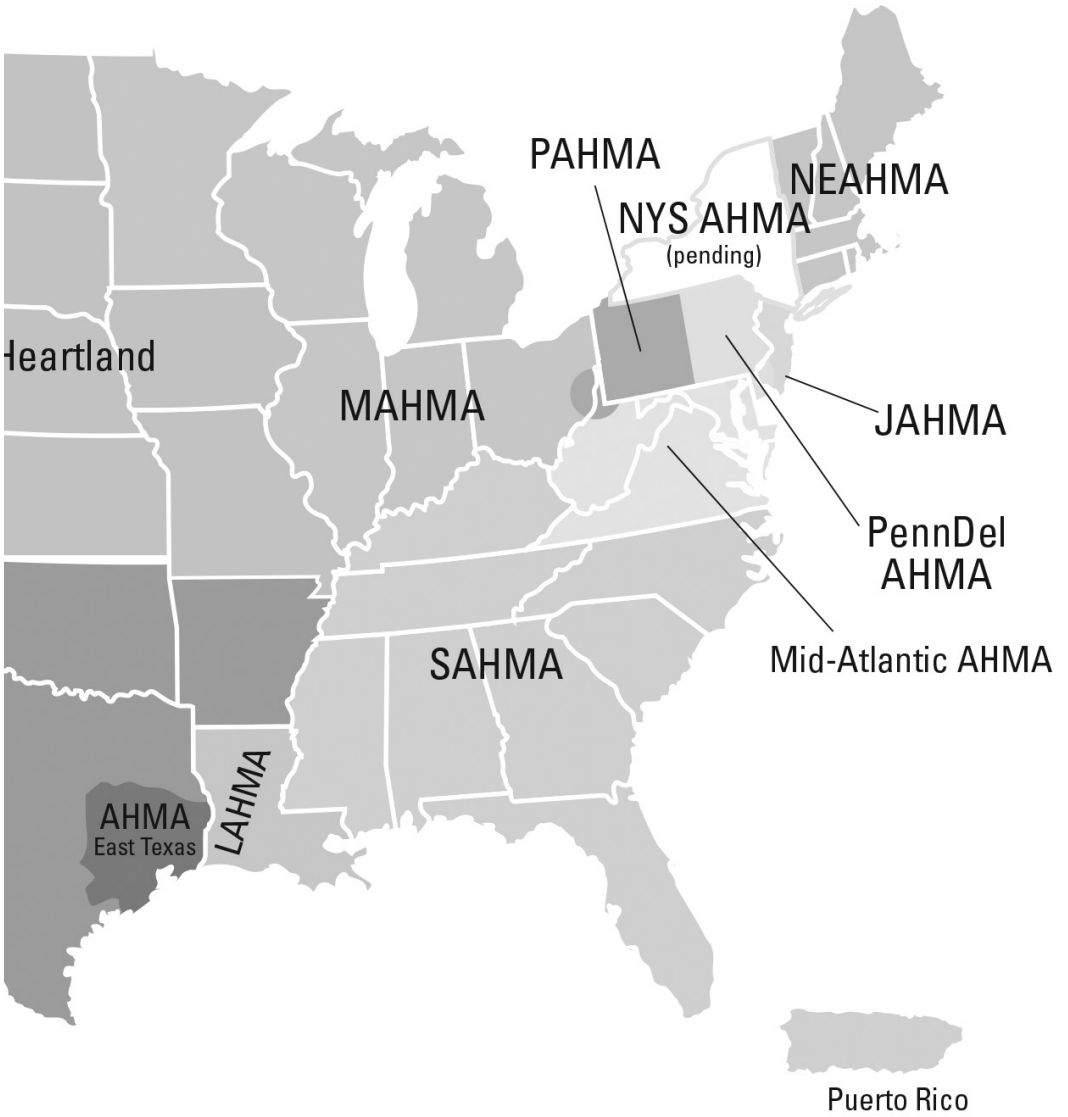 PAHMA
NEAHMA
NYS AHMA
(pending)
Heartland
MAHMA
JAHMA
PennDel
AHMA
SAHMA
Mid-Atlantic AHMA
LAHMA
AHMA
East Texas
Puerto Rico